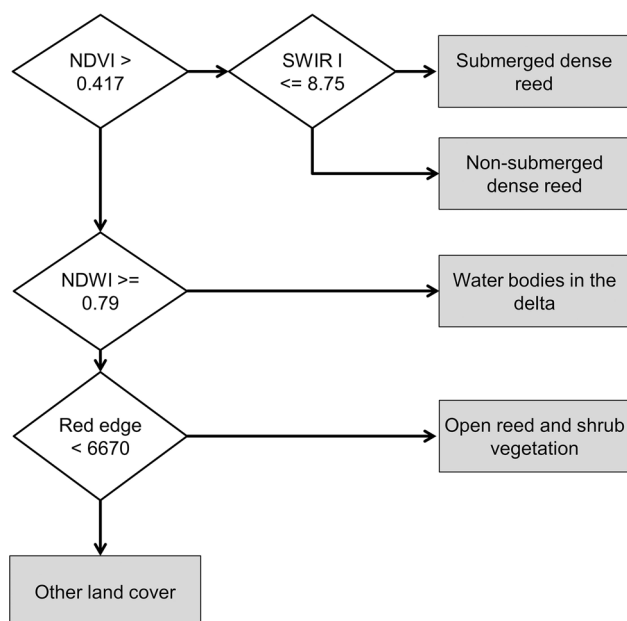 NDVI >
0.417
SWIR I
<= 8.75
Submerged dense
reed
Non-submerged
dense reed
NDWI >=
0.79
Water bodies in the
delta
Red edge
< 6670
Open reed and shrub
vegetation
Other land cover